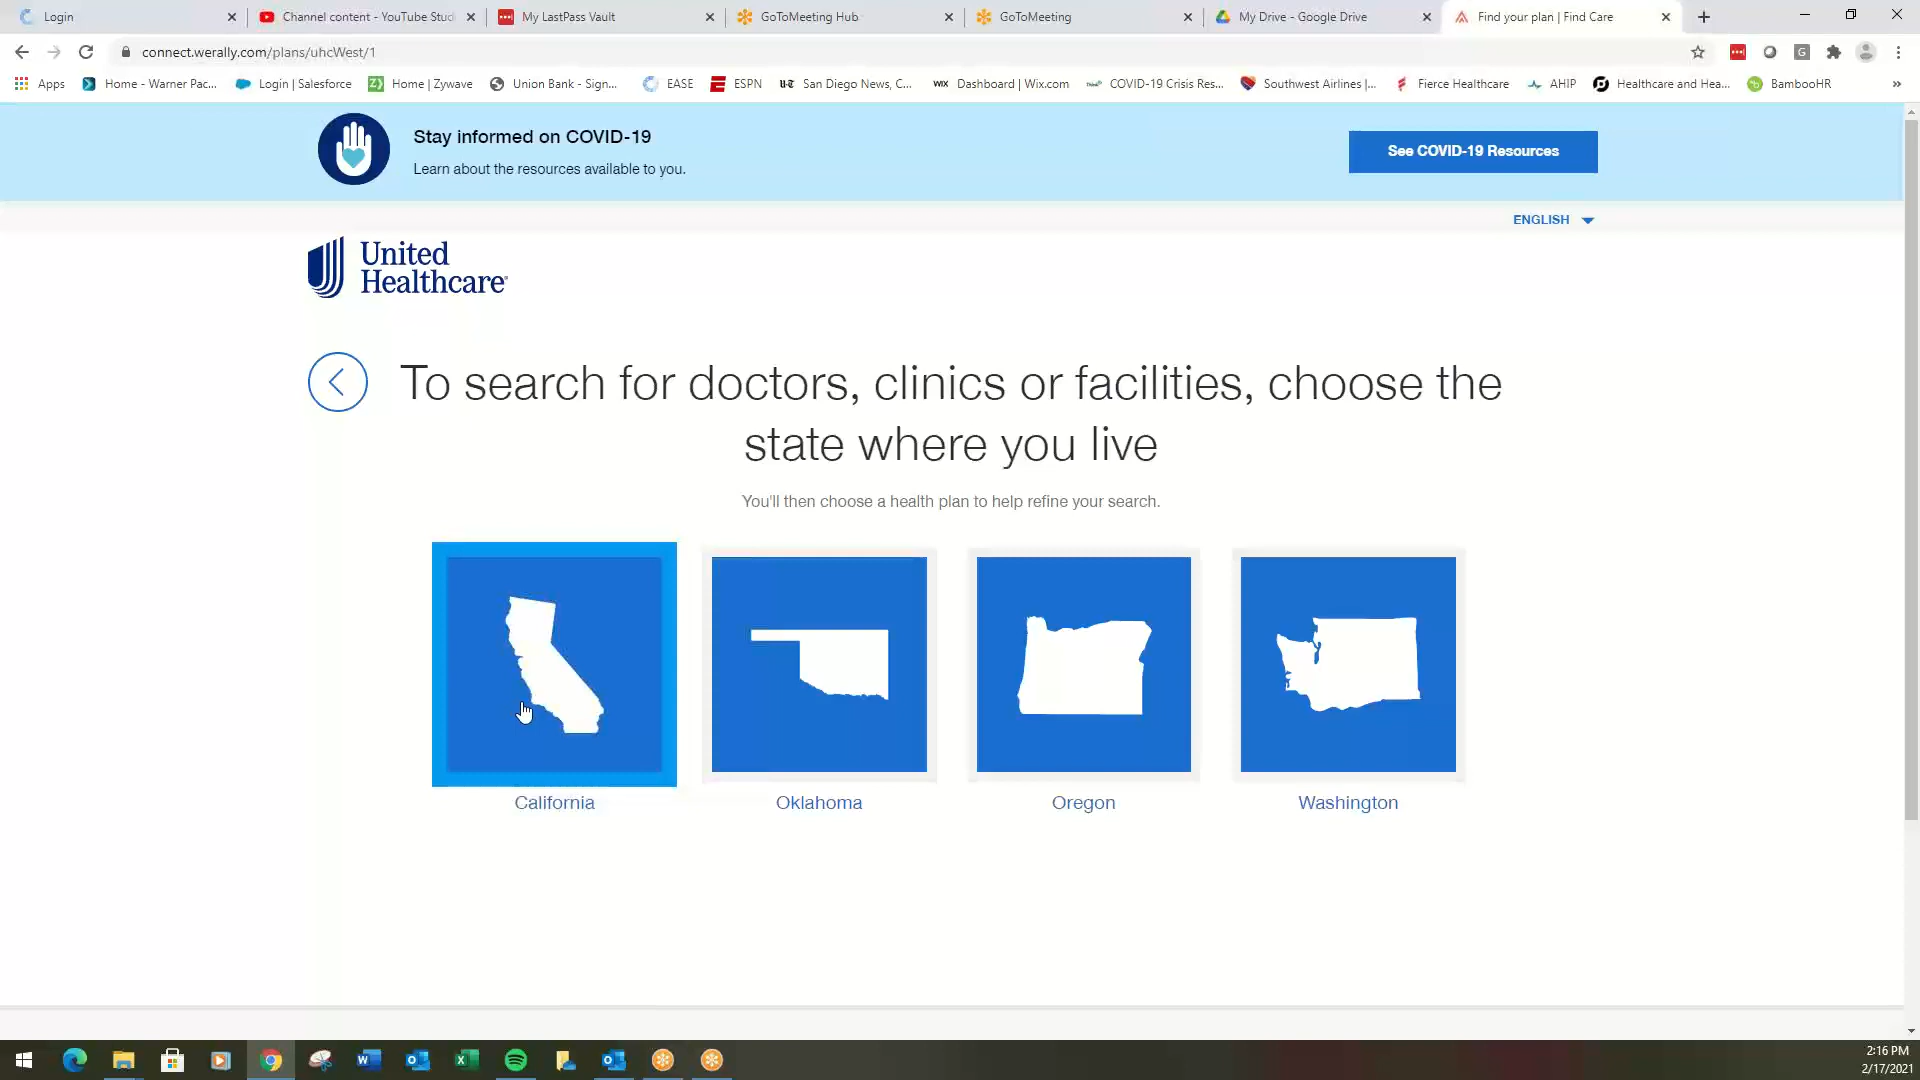 Login
Channel content - YouTube Stud
My LastPass Vault
GoToMeeting Hub
GoToMeeting
My Drive - Google Drive
Find your plan | Find Care
connect.werally.com/plans/uhcWest/1
Apps
Home - Warner Pac...
Login | Salesforce
Home | Zywave
Union Bank - Sign...
EASE
ESPN
San Diego News, C...
WIX Dashboard | Wix.com
COVID-19 Crisis Res...
Southwest Airlines |...
Fierce Healthcare
AHIP
Healthcare and Hea...
BambooHR
Stay informed on COVID-19
Learn about the resources available to you.
See COVID-19 Resources
ENGLISH
United
Healthcare
To search for doctors, clinics or facilities, choose the
state where you live
You'll then choose a health plan to help refine your search.
California
Oklahoma
Oregon
Washington
2:16 PM
2/17/2021